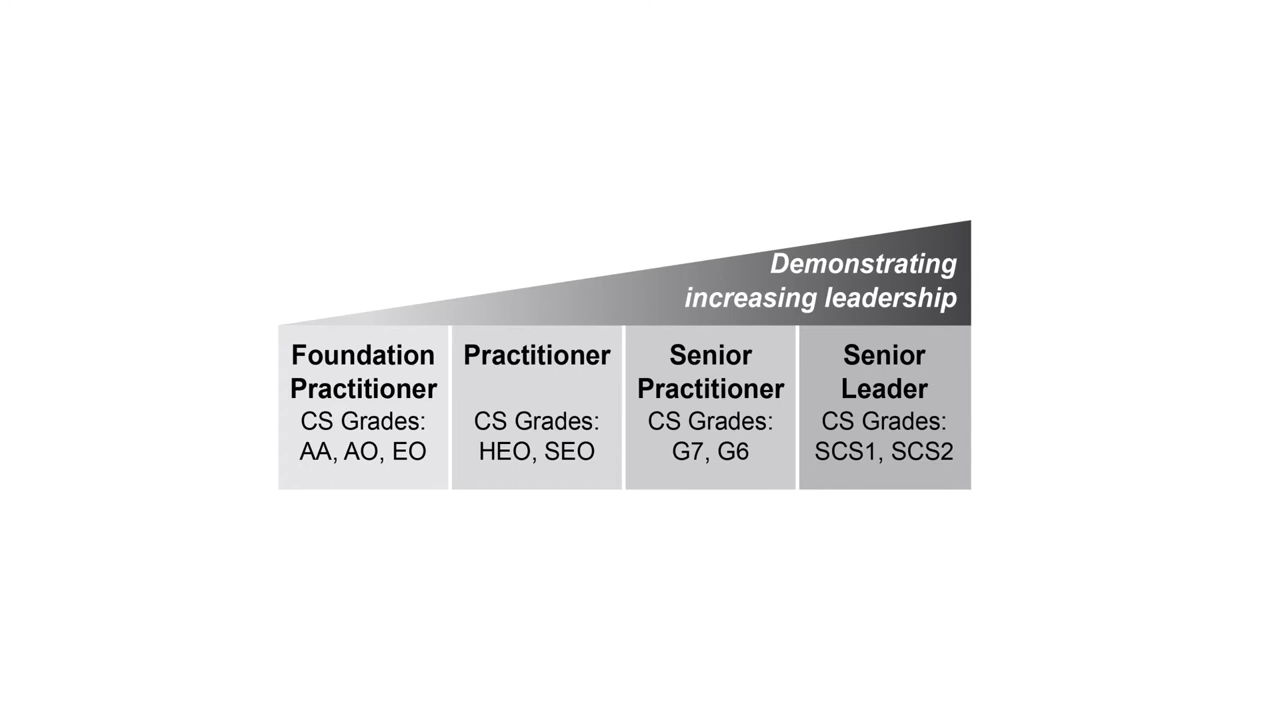 Demonstrating
increasing leadership
Foundation
Practitioner
CS Grades:
AA, AO, EO
Practitioner
CS Grades:
HEO, SEO
Senior
Practitioner
CS Grades:
G7, G6
Senior
Leader
CS Grades:
SCS1, SCS2